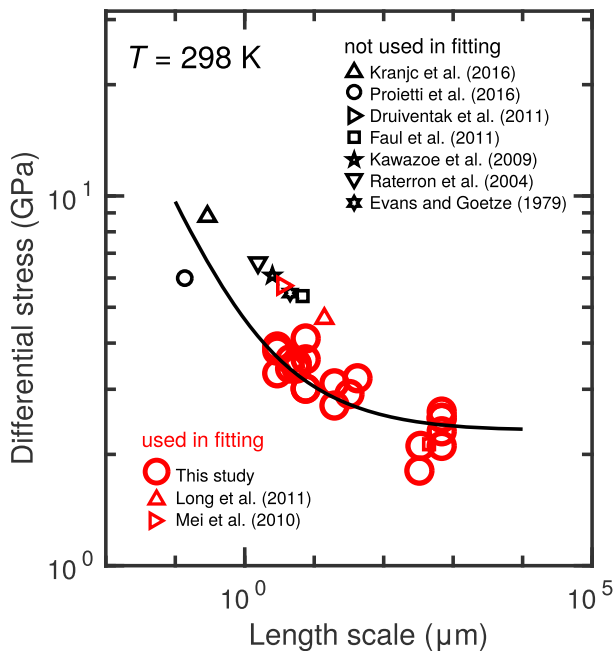 T = 298 K
not used in fitting
Kranjc et al. (2016)
Proietti et al. (2016)
Druiventak et al. (2011)
Faul et al. (2011)
Kawazoe et al. (2009)
Raterron et al. (2004)
Evans and Goetze (1979)
Differential stress (GPa)
10^1
used in fitting
This study
Long et al. (2011)
Mei et al. (2010)
10^0
10^0
10^5
Length scale (μm)